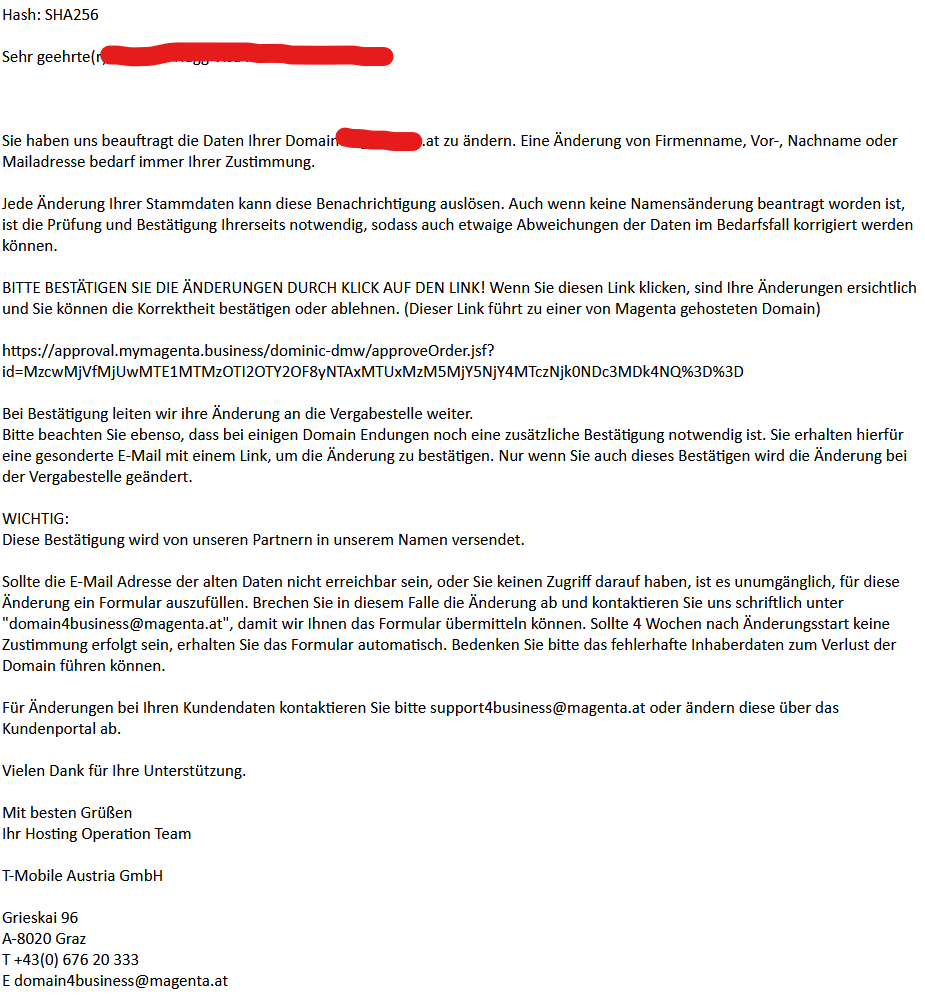 Hash: SHA256
Sehr geehrte(r)
Sie haben uns beauftragt die Daten Ihrer Domain .at zu ändern. Eine Änderung von Firmenname, Vor-, Nachname oder
Mailadresse bedarf immer Ihrer Zustimmung.
Jede Änderung Ihrer Stammdaten kann diese Benachrichtigung auslösen. Auch wenn keine Namensänderung beantragt worden ist,
ist die Prüfung und Bestätigung Ihrerseits notwendig, sodass auch etwaige Abweichungen der Daten im Bedarfsfall korrigiert werden
können.
BITTE BESTÄTIGEN SIE DIE ÄNDERUNGEN DURCH KLICK AUF DEN LINK! Wenn Sie diesen Link klicken, sind Ihre Änderungen ersichtlich
und Sie können die Korrektheit bestätigen oder ablehnen. (Dieser Link führt zu einer von Magenta gehosteten Domain)
https://approval.mymagenta.business/dominic-dmw/approveOrder.jsf?
id=MzcwMjVfMjUwMTE1MTMzOTI2OTY2OF8yNTAxMTUxMzM5MjY5NjY4MTczNjk0NDc3MDk4NQ%3D%3D
Bei Bestätigung leiten wir ihre Änderung an die Vergabestelle weiter.
Bitte beachten Sie ebenso, dass bei einigen Domain Endungen noch eine zusätzliche Bestätigung notwendig ist. Sie erhalten hierfür
eine gesonderte E-Mail mit einem Link, um die Änderung zu bestätigen. Nur wenn Sie auch dieses Bestätigen wird die Änderung bei
der Vergabestelle geändert.
WICHTIG:
Diese Bestätigung wird von unseren Partnern in unserem Namen versendet.
Sollte die E-Mail Adresse der alten Daten nicht erreichbar sein, oder Sie keinen Zugriff darauf haben, ist es unumgänglich, für diese
Änderung ein Formular auszufüllen. Brechen Sie in diesem Falle die Änderung ab und kontaktieren Sie uns schriftlich unter
"domain4business@magenta.at", damit wir Ihnen das Formular übermitteln können. Sollte 4 Wochen nach Änderungsstart keine
Zustimmung erfolgt sein, erhalten Sie das Formular automatisch. Bedenken Sie bitte das fehlerhafte Inhaberdaten zum Verlust der
Domain führen können.
Für Änderungen bei Ihren Kundendaten kontaktieren Sie bitte support4business@magenta.at oder ändern diese über das
Kundenportal ab.
Vielen Dank für Ihre Unterstützung.
Mit besten Grüßen
Ihr Hosting Operation Team
T-Mobile Austria GmbH
Grieskai 96
A-8020 Graz
T +43(0) 676 20 333
E domain4business@magenta.at